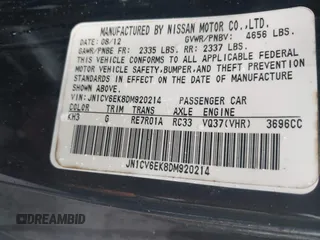 MANUFACTURED BY NISSAN MOTOR CO.,LTD.
DATE: 08/12 GVWR/PNBV: 4656 LBS.
GAWR/PNBE FR: 2335 LBS. RR: 2337 LBS.
THIS VEHICLE CONFORMS TO ALL APPLICABLE FEDERAL
MOTOR VEHICLE SAFETY, BUMPER, AND THEFT PREVENTION
STANDARDS IN EFFECT ON THE DATE OF MANUFACTURE
SHOWN ABOVE.
VIN: JN1CV6EK8DM920214 PASSENGER CAR
COLOR TRIM TRANS AXLE ENGINE
KH3 G RE7R01A RC33 VQ37(VHR) 3696CC
JN1CV6EK8DM920214
DREAMBID